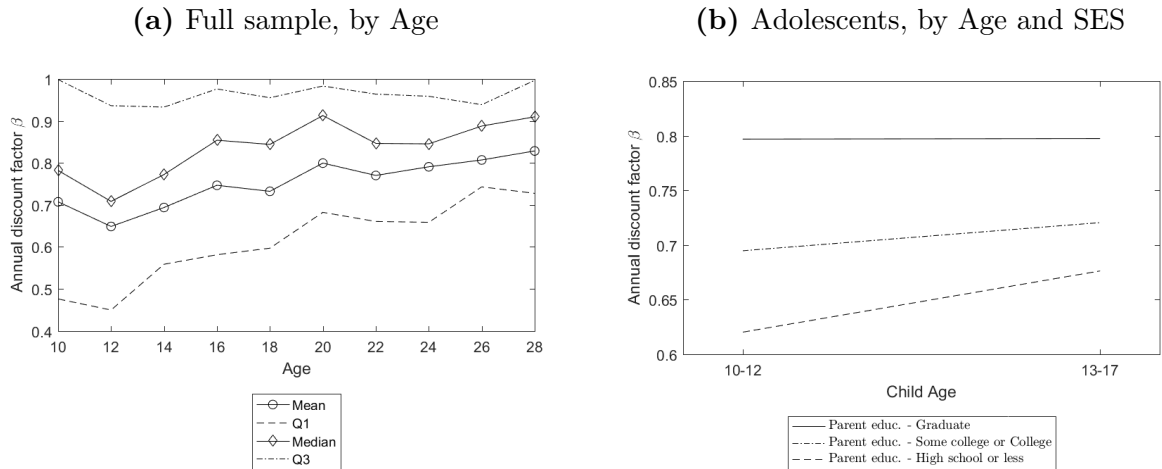 (a) Full sample, by Age
(b) Adolescents, by Age and SES
Annual discount factor β
1
0.9
0.8
0.7
0.6
0.5
0.4
10 12 14 16 18 20 22 24 26 28
Age
Mean
Q1
Median
Q3
Annual discount factor β
0.85
0.8
0.75
0.7
0.65
0.6
10-12 13-17
Child Age
Parent educ. - Graduate
Parent educ. - Some college or College
Parent educ. - High school or less